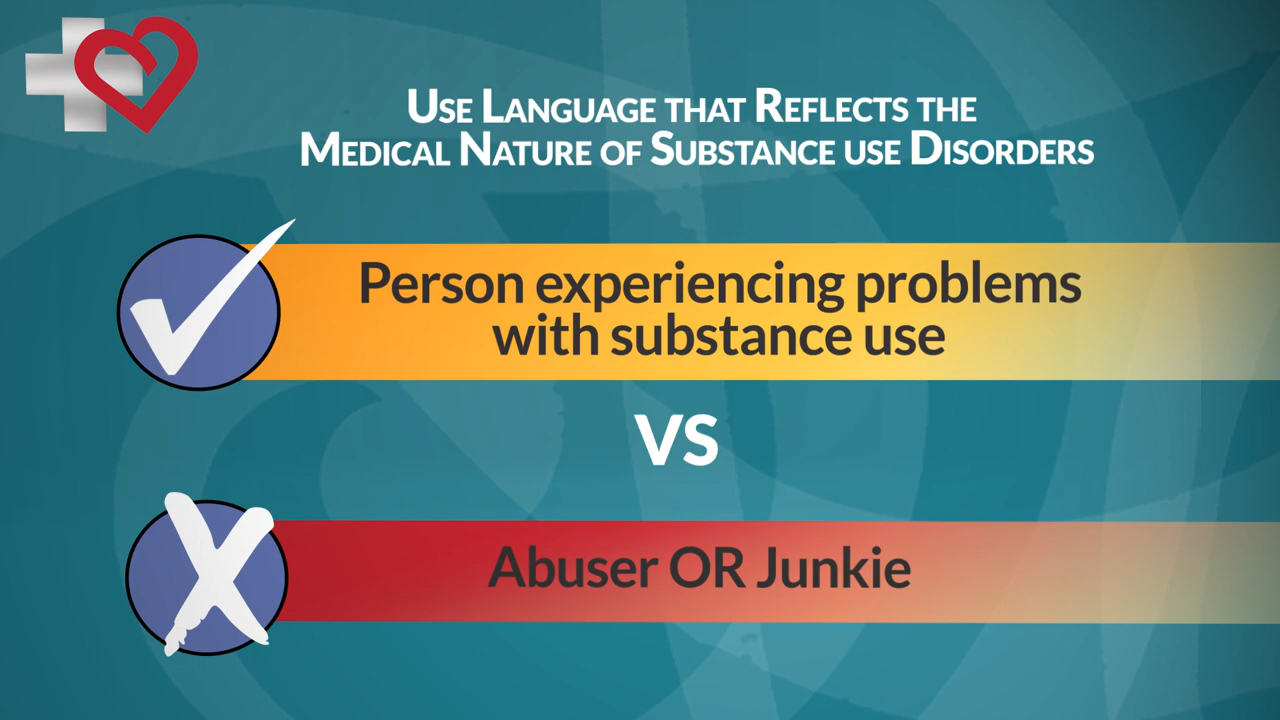 Use Language that Reflects the
Medical Nature of Substance use Disorders
Person experiencing problems
with substance use
VS
Abuser OR Junkie